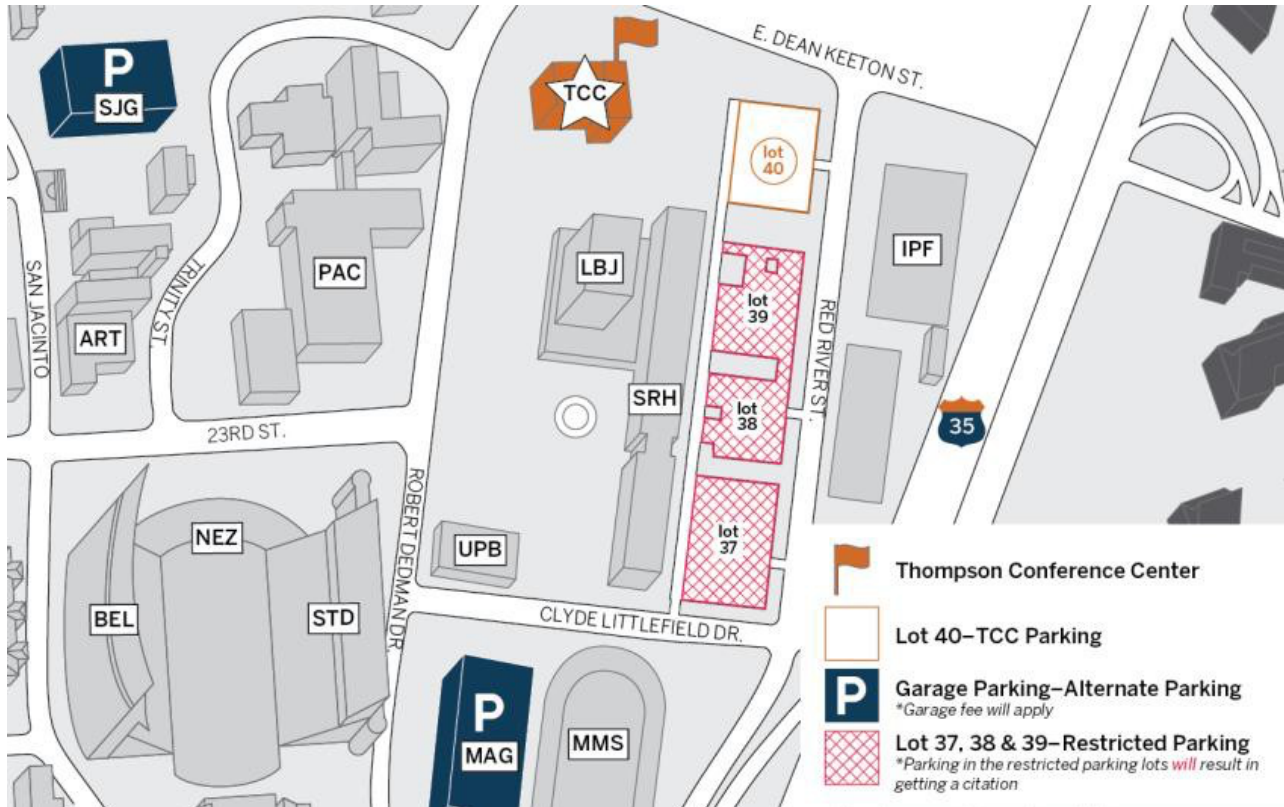 E. DEAN KEETON ST.
P
SJG
TCC
lot
40
IPF
LBJ
PAC
SAN JACINTO
TRINITY ST.
ART
lot
39
RED RIVER ST.
SRH
lot
38
35
23RD ST.
ROBERT DEDMAN DR.
NEZ
lot
37
UPB
BEL
STD
CLYDE LITTLEFIELD DR.
P
MAG
MMS
Thompson Conference Center
Lot 40–TCC Parking
P
Garage Parking–Alternate Parking
*Garage fee will apply
Lot 37, 38 & 39–Restricted Parking
*Parking in the restricted parking lots will result in
getting a citation